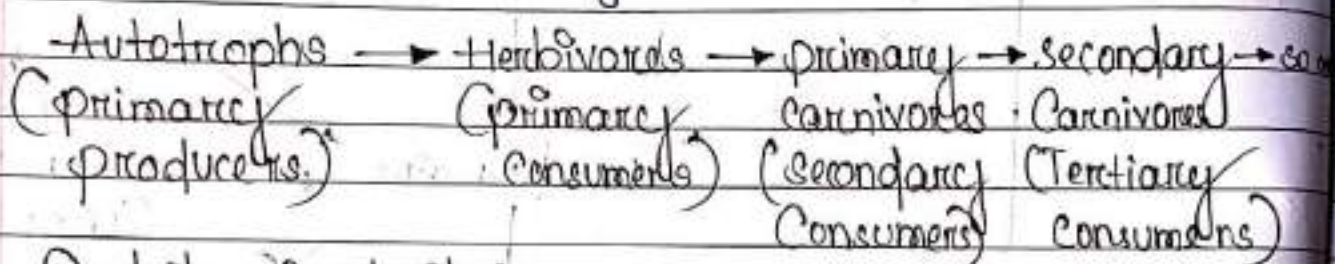 Autotrophs → Herbivores → primary → secondary →
(primary (primary carnivores Carnivores
producers.) consumers) (secondary (Tertiary
Consumers) consumers)